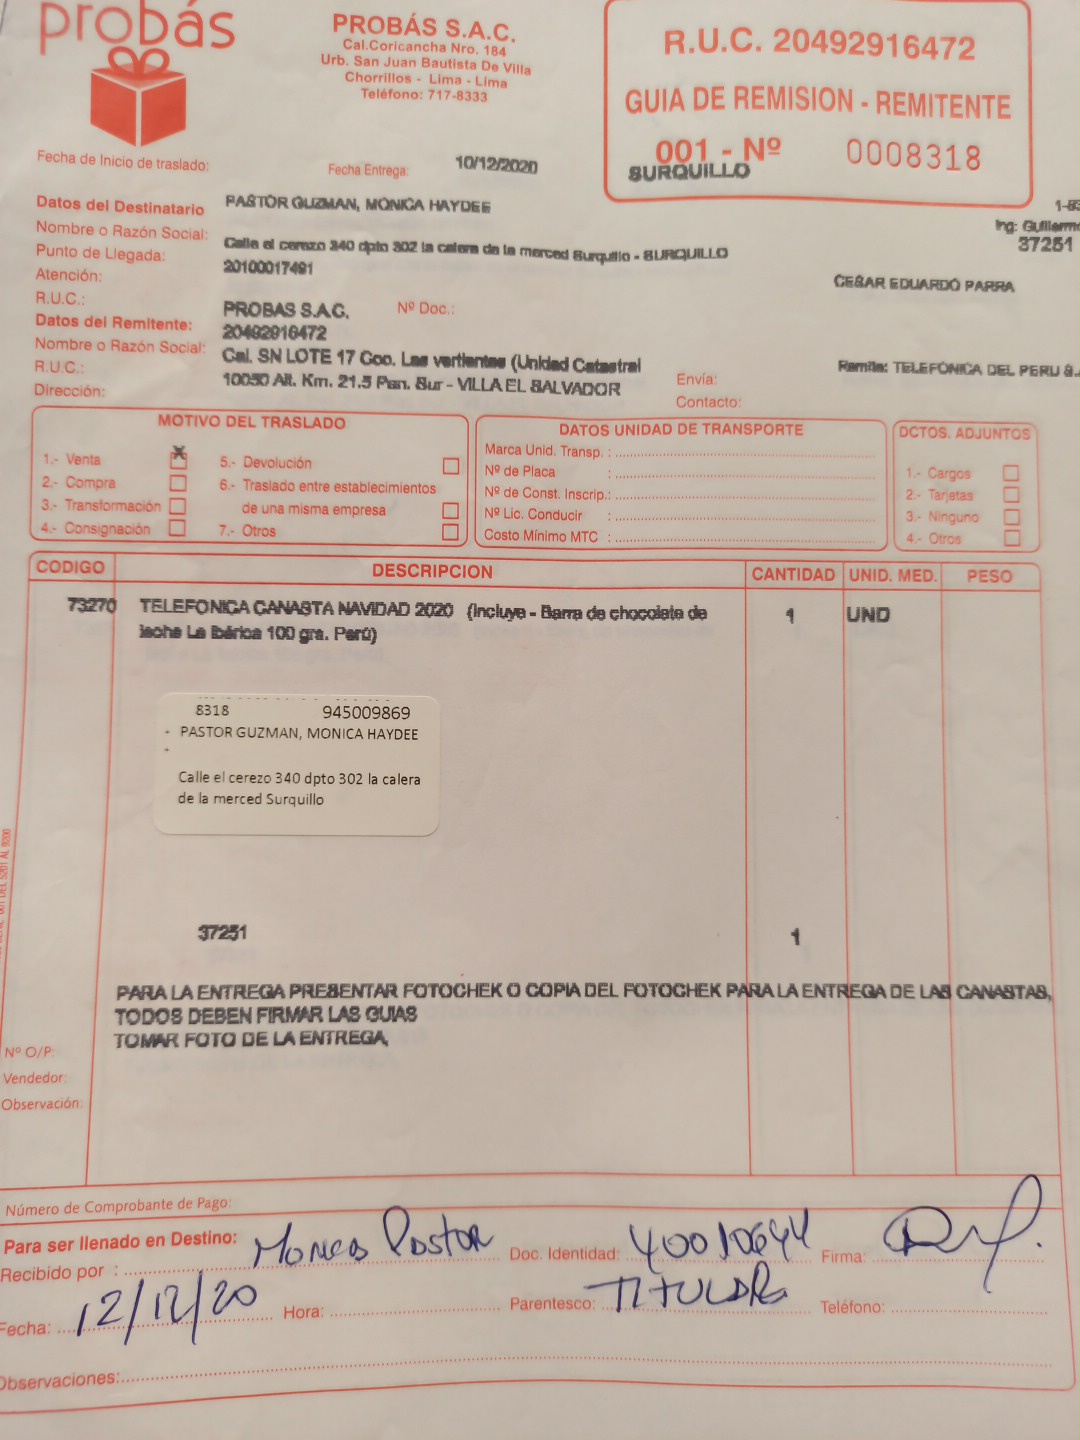 probás
PROBÁS S.A.C.
Cal.Coricancha Nro. 184
Urb. San Juan Bautista De Villa
Chorrillos - Lima - Lima
Teléfono: 717-8333
R.U.C. 20492916472
GUIA DE REMISION - REMITENTE
001 - Nº 0008318
SURQUILLO
Fecha de Inicio de traslado:
Fecha Entrega: 10/12/2020
Datos del Destinatario
PASTOR GUZMAN, MONICA HAYDEE
Nombre o Razón Social:
Punto de Llegada:
Calle el cerezo 340 dpto 302 la calera de la merced Surquillo - SURQUILLO
Ing: Guillermo
37251
Atención:
20100017491
CESAR EDUARDO PARRA
R.U.C.:
Datos del Remitente:
PROBAS S.A.C.
Nº Doc.:
Nombre o Razón Social:
20492916472
R.U.C.:
Cal. SN LOTE 17 Coo. Las vertientes (Unidad Catastral
Remite: TELEFONICA DEL PERU S.A
Dirección:
10050 Alt. Km. 21.5 Pan. Sur - VILLA EL SALVADOR
Envía:
Contacto:
MOTIVO DEL TRASLADO
1.- Venta X
2.- Compra
3.- Transformación
4.- Consignación
5.- Devolución
6.- Traslado entre establecimientos
de una misma empresa
7.- Otros
DATOS UNIDAD DE TRANSPORTE
Marca Unid. Transp. :
Nº de Placa :
Nº de Const. Inscrip.:
Nº Lic. Conducir :
Costo Mínimo MTC :
DCTOS. ADJUNTOS
1.- Cargos
2.- Tarjetas
3.- Ninguno
4.- Otros
CODIGO DESCRIPCION CANTIDAD UNID. MED. PESO
73270 TELEFONICA CANASTA NAVIDAD 2020 (Incluye - Barra de chocolate de 1 UND
leche La Ibérica 100 grs. Perú)
8318 945009869
- PASTOR GUZMAN, MONICA HAYDEE
-
Calle el cerezo 340 dpto 302 la calera
de la merced Surquillo
37251 1
PARA LA ENTREGA PRESENTAR FOTOCHEK O COPIA DEL FOTOCHEK PARA LA ENTREGA DE LAS CANASTAS,
TODOS DEBEN FIRMAR LAS GUIAS
TOMAR FOTO DE LA ENTREGA,
Nº O/P:
Vendedor:
Observación:
Número de Comprobante de Pago:
Para ser llenado en Destino:
Recibido por : Monica Pastor Doc. Identidad: 40010644 Firma:
Fecha: 12/12/20 Hora: Parentesco: TITULAR Teléfono:
Observaciones: